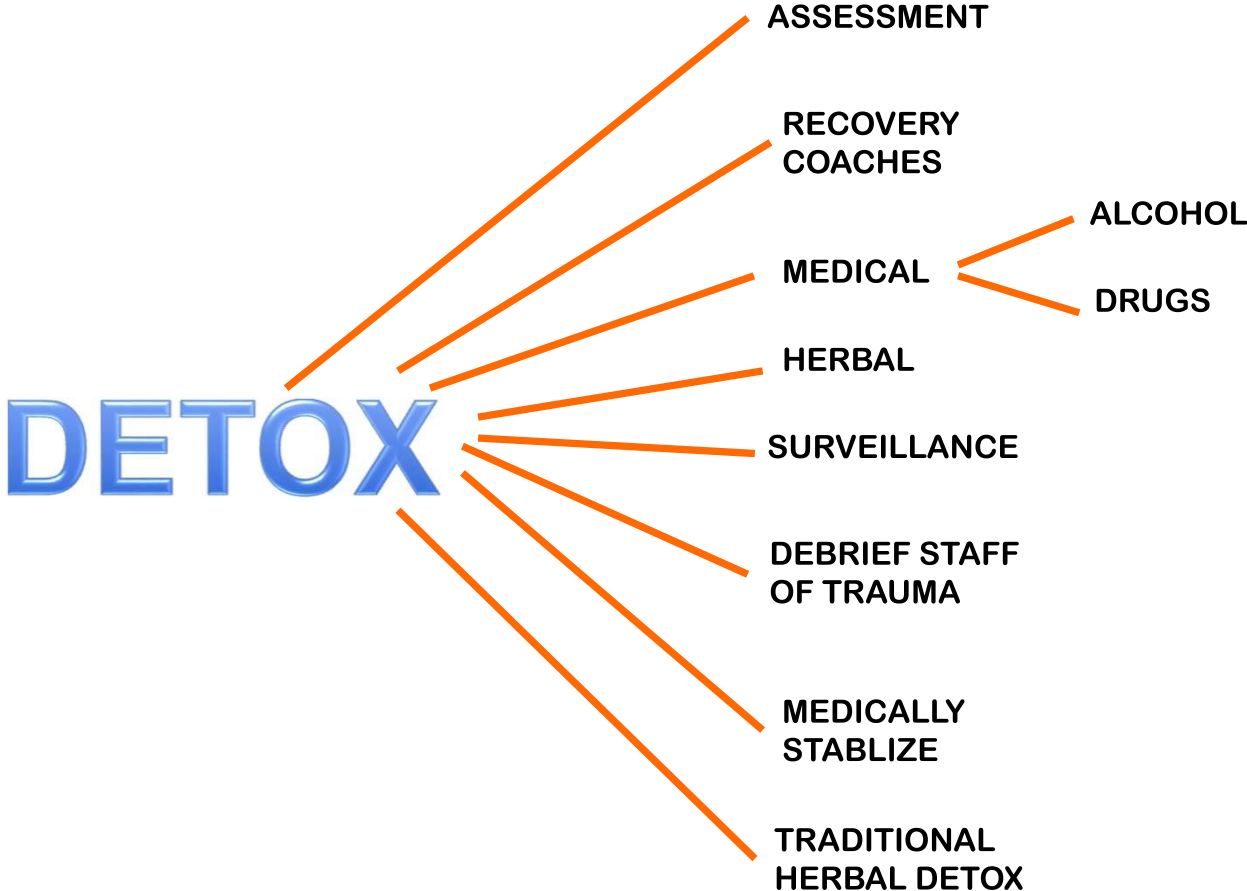 ASSESSMENT
RECOVERY
COACHES
ALCOHOL
MEDICAL
DRUGS
HERBAL
DETOX
SURVEILLANCE
DEBRIEF STAFF
OF TRAUMA
MEDICALLY
STABLIZE
TRADITIONAL
HERBAL DETOX